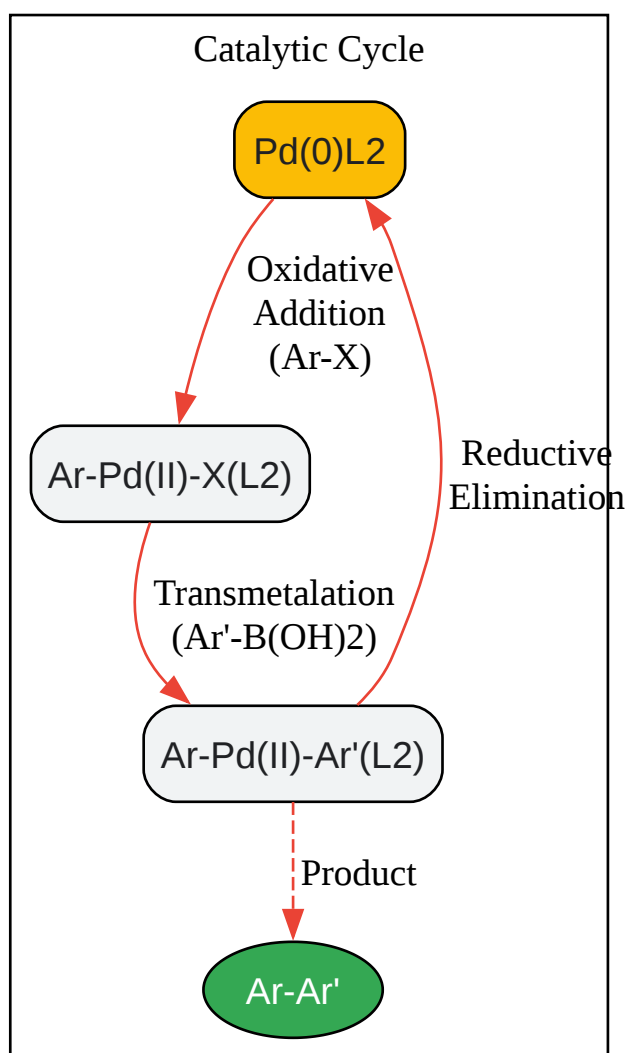 Catalytic Cycle
Pd(0)L2
Oxidative
Addition
(Ar-X)
Ar-Pd(II)-X(L2)
Reductive
Elimination
Transmetalation
(Ar'-B(OH)2)
Ar-Pd(II)-Ar'(L2)
Product
Ar-Ar'